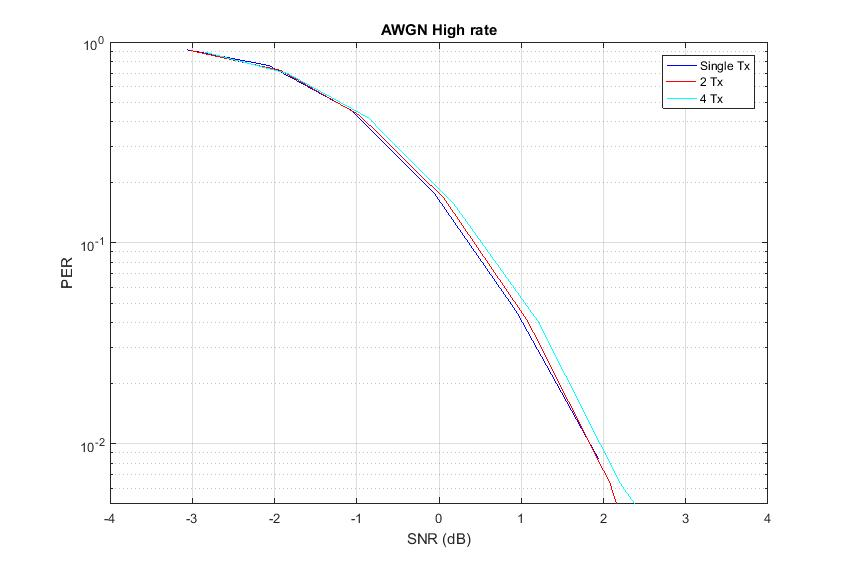 AWGN High rate
10^0
10^-1
10^-2
PER
Single Tx
2 Tx
4 Tx
-4 -3 -2 -1 0 1 2 3 4
SNR (dB)